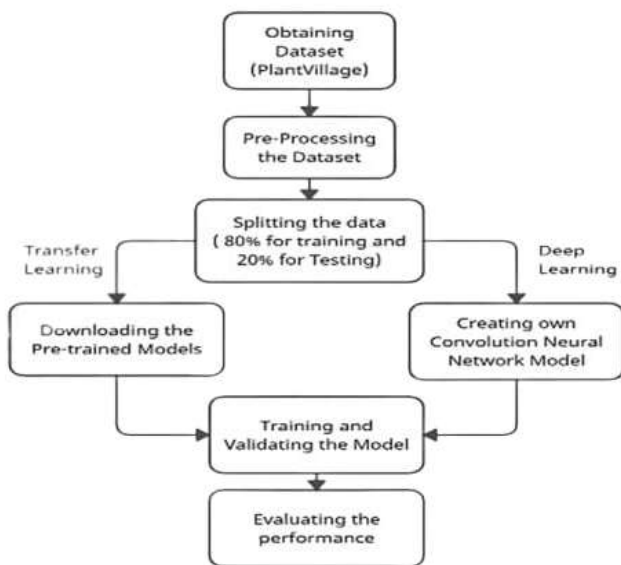 Obtaining
Dataset
(PlantVillage)
Pre-Processing
the Dataset
Splitting the data
( 80% for training and
20% for Testing)
Transfer
Learning
Deep
Learning
Downloading the
Pre-trained Models
Creating own
Convolution Neural
Network Model
Training and
Validating the Model
Evaluating the
performance